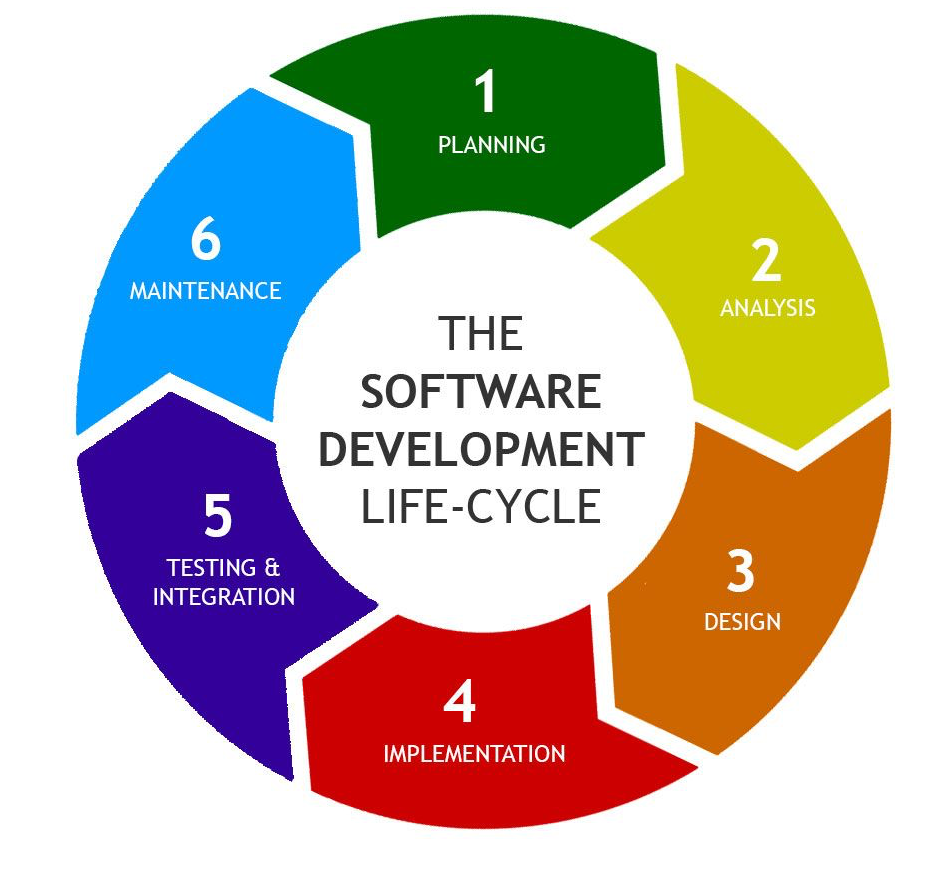 1
PLANNING
2
ANALYSIS
3
DESIGN
4
IMPLEMENTATION
5
TESTING &
INTEGRATION
6
MAINTENANCE
THE
SOFTWARE
DEVELOPMENT
LIFE-CYCLE